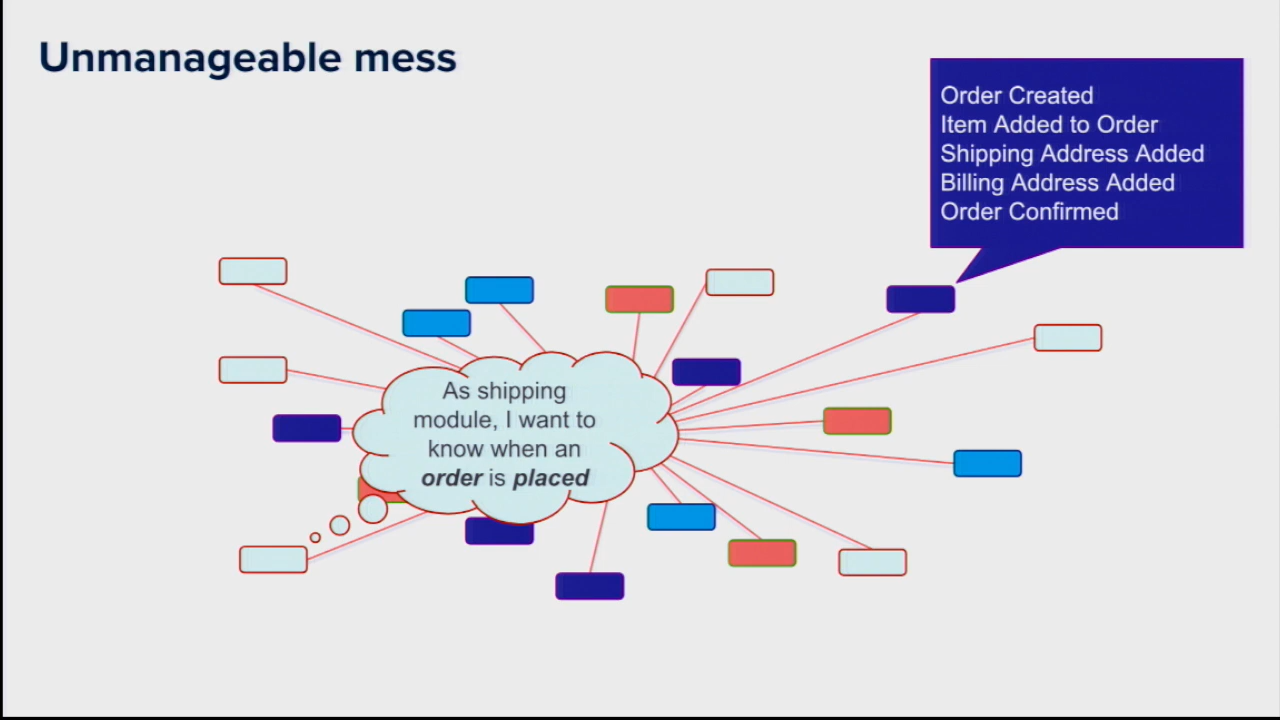 Unmanageable mess
Order Created
Item Added to Order
Shipping Address Added
Billing Address Added
Order Confirmed
As shipping
module, I want to
know when an
order is placed